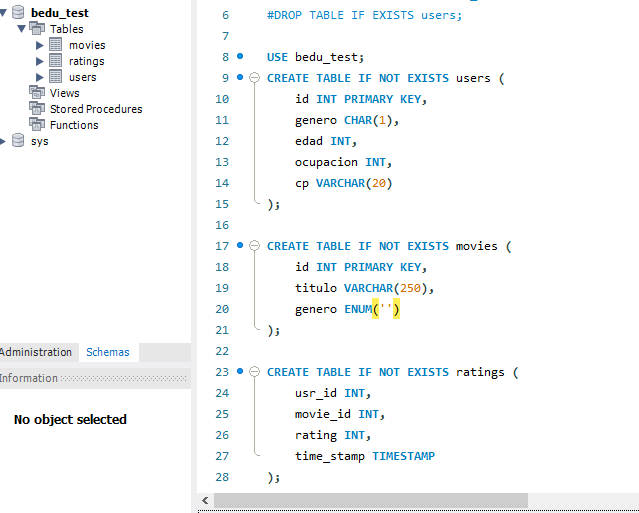 bedu_test
Tables
movies
ratings
users
Views
Stored Procedures
Functions
sys
Administration Schemas
Information
No object selected
6 #DROP TABLE IF EXISTS users;
7
8 USE bedu_test;
9 CREATE TABLE IF NOT EXISTS users (
10 id INT PRIMARY KEY,
11 genero CHAR(1),
12 edad INT,
13 ocupacion INT,
14 cp VARCHAR(20)
15 );
16
17 CREATE TABLE IF NOT EXISTS movies (
18 id INT PRIMARY KEY,
19 titulo VARCHAR(250),
20 genero ENUM('')
21 );
22
23 CREATE TABLE IF NOT EXISTS ratings (
24 usr_id INT,
25 movie_id INT,
26 rating INT,
27 time_stamp TIMESTAMP
28 );